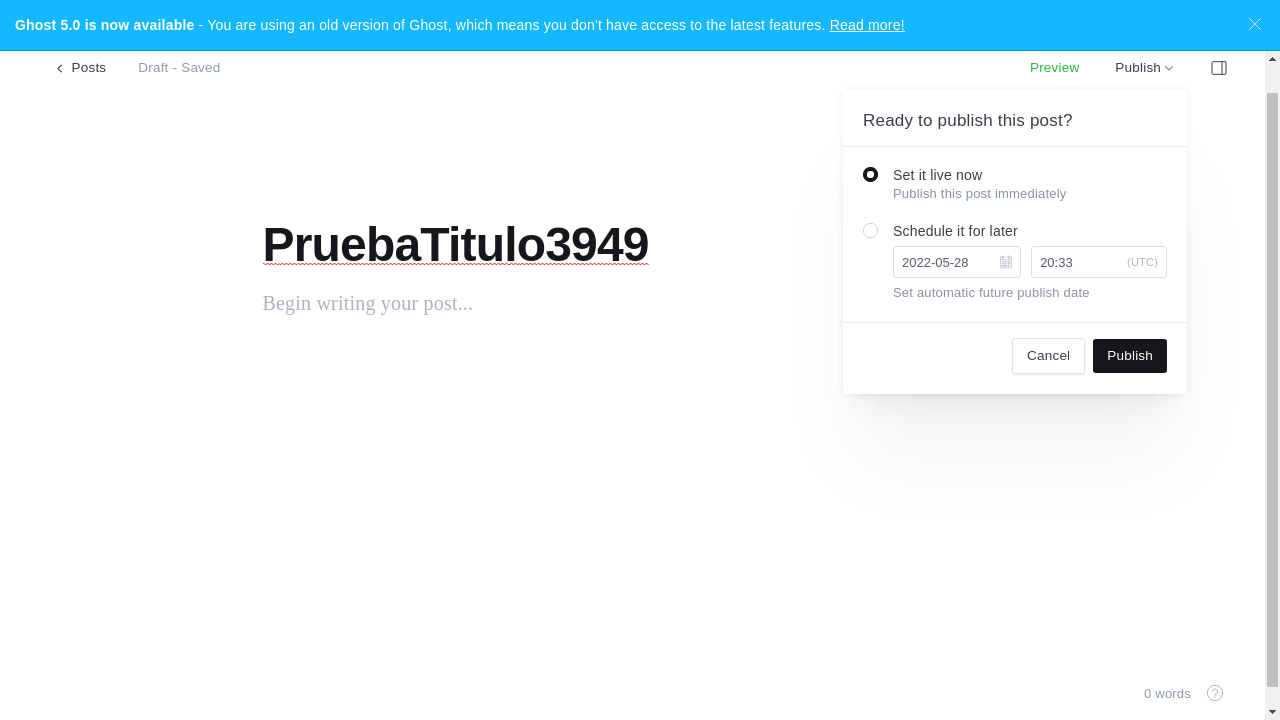 Ghost 5.0 is now available - You are using an old version of Ghost, which means you don't have access to the latest features. Read more!
Posts
Draft - Saved
Preview
Publish
Ready to publish this post?
Set it live now
Publish this post immediately
PruebaTitulo3949
Schedule it for later
2022-05-28
20:33
(UTC)
Set automatic future publish date
Begin writing your post...
Cancel
Publish
0 words